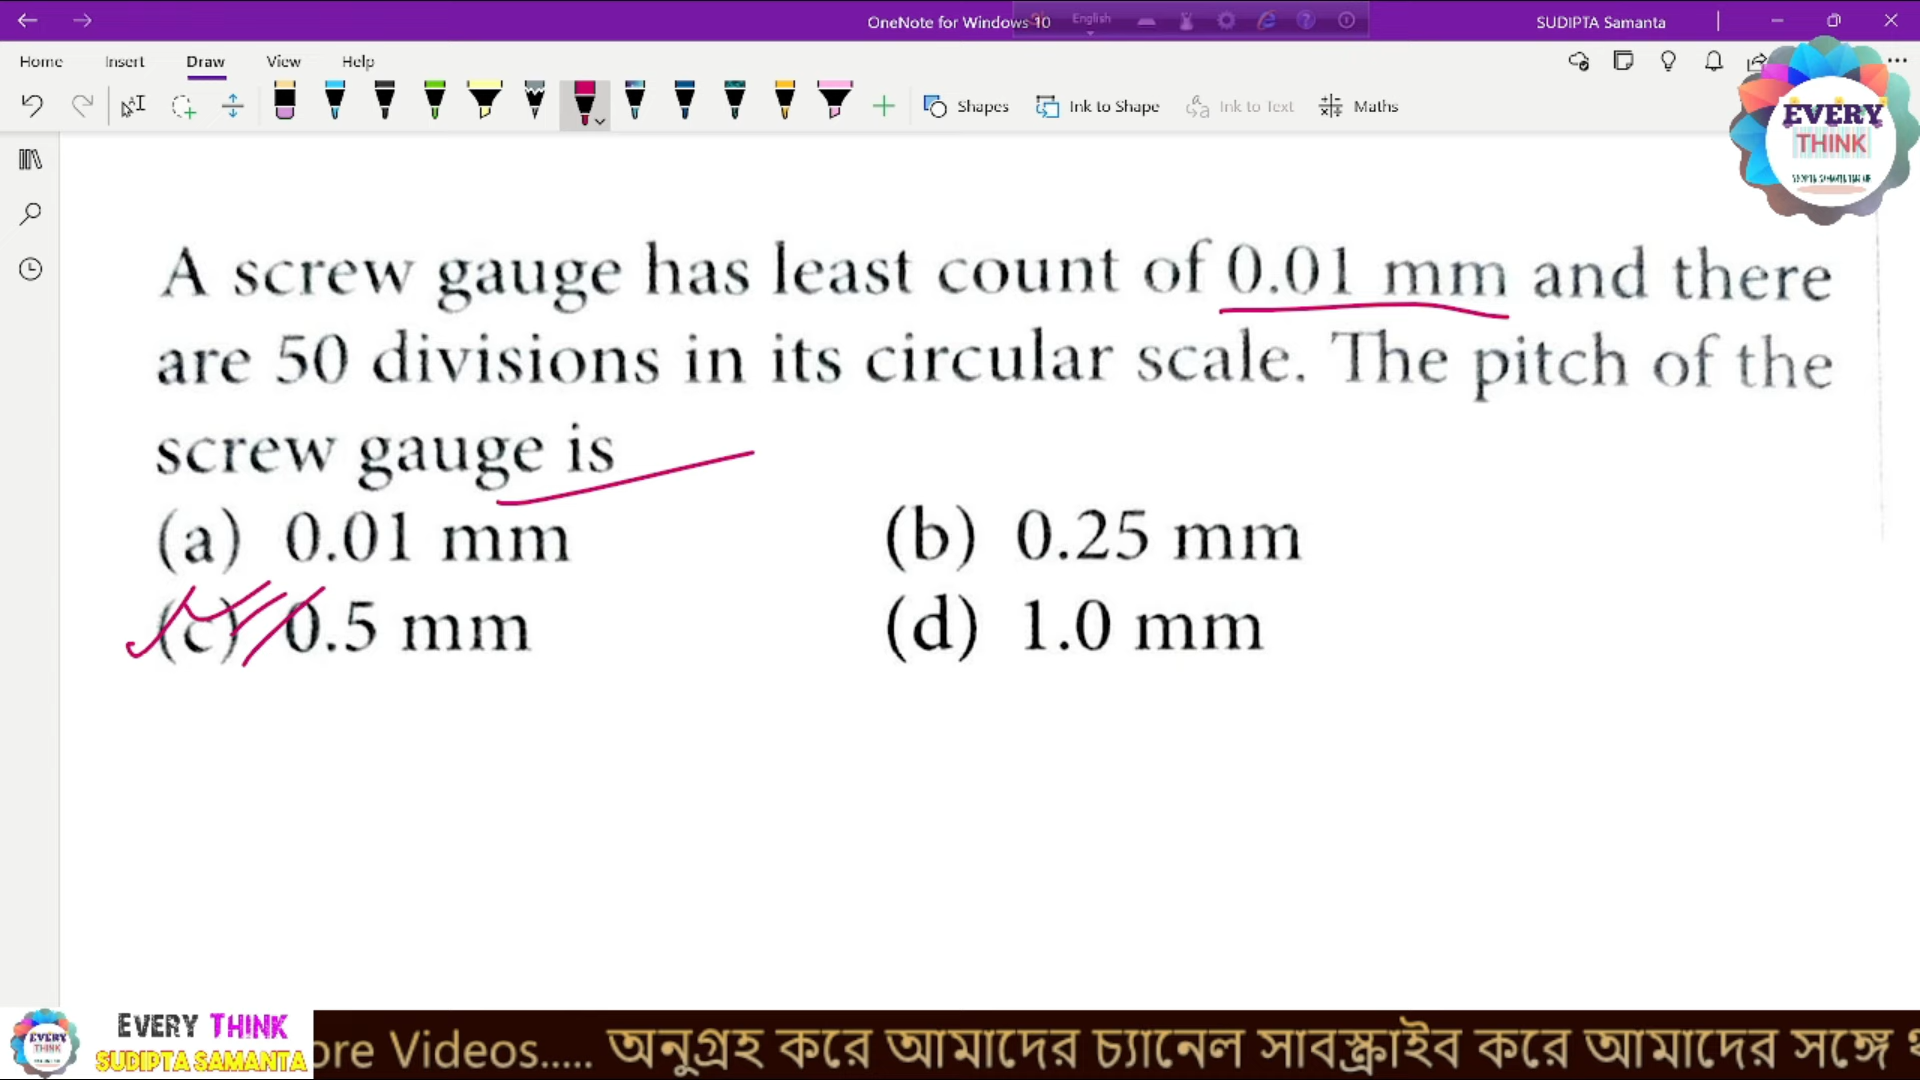 OneNote for Windows 10
English
SUDIPTA Samanta
Home Insert Draw View Help
Shapes Ink to Shape Ink to Text Maths
EVERY
THINK
A screw gauge has least count of 0.01 mm and there
are 50 divisions in its circular scale. The pitch of the
screw gauge is
(a) 0.01 mm (b) 0.25 mm
(c) 0.5 mm (d) 1.0 mm
EVERY THINK
SUDIPTA SAMANTA
EVERY
THINK
ore Videos..... অনুগ্রহ করে আমাদের চ্যানেল সাবস্ক্রাইব করে আমাদের সঙ্গে